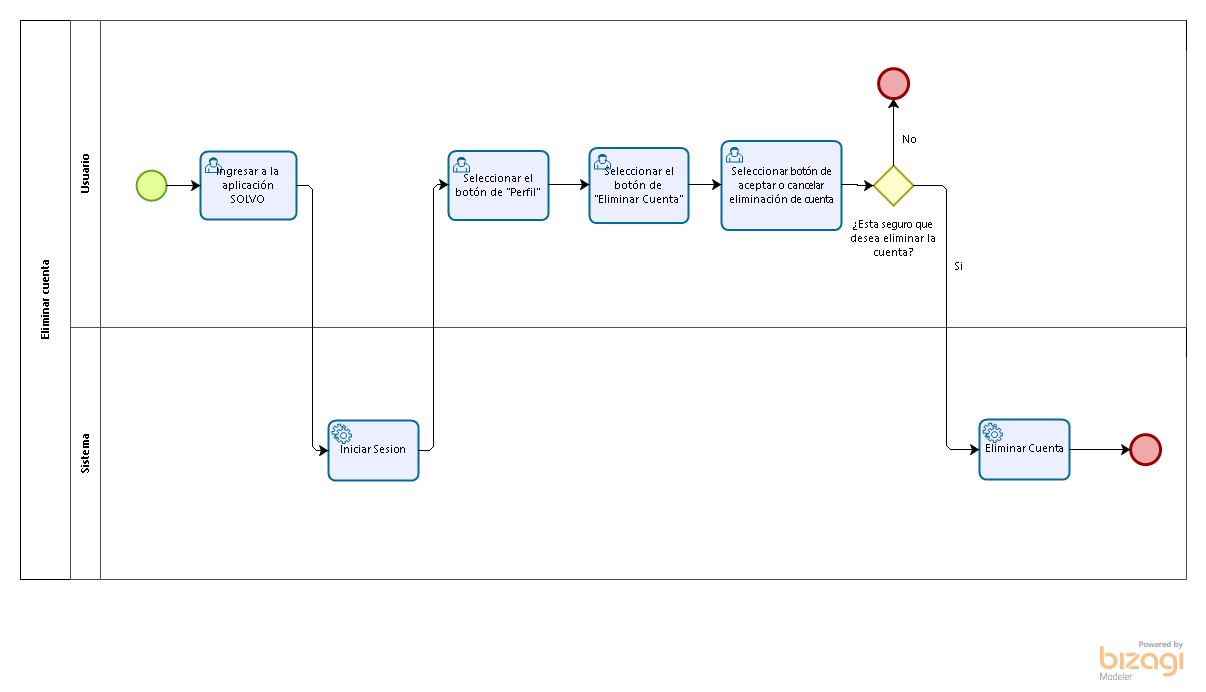 Eliminar cuenta
Usuario
Ingresar a la
aplicación
SOLVO
Seleccionar el
botón de "Perfil"
Seleccionar el
botón de
"Eliminar Cuenta"
Seleccionar botón de
aceptar o cancelar
eliminación de cuenta
No
¿Esta seguro que
desea eliminar la
cuenta?
Si
Sistema
Iniciar Sesion
Eliminar Cuenta
Powered by
bizagi
Modeler